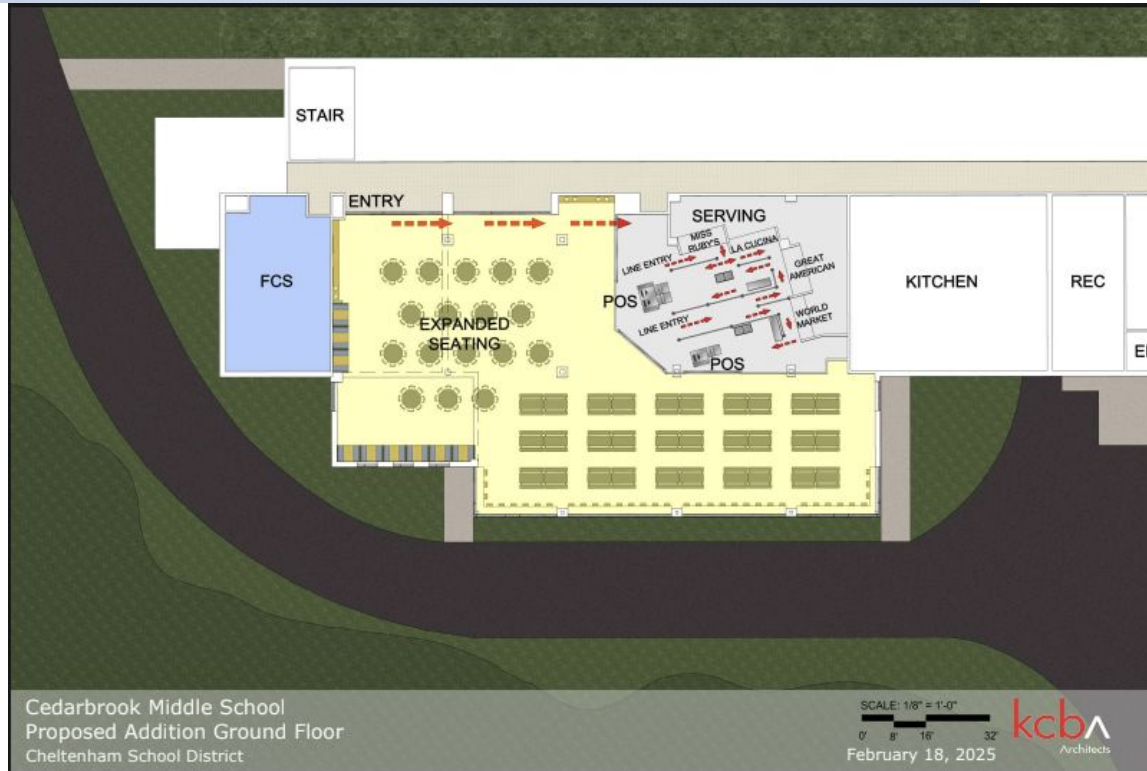 STAIR
ENTRY
SERVING
MISS
RUBY'S
LA CUCINA
LINE ENTRY
GREAT
AMERICAN
FCS
KITCHEN
REC
POS
WORLD
MARKET
LINE ENTRY
EXPANDED
SEATING
POS
El
Cedarbrook Middle School
Proposed Addition Ground Floor
Cheltenham School District
SCALE: 1/8" = 1'-0"
0' 8' 16' 32'
February 18, 2025
kcba
Architects